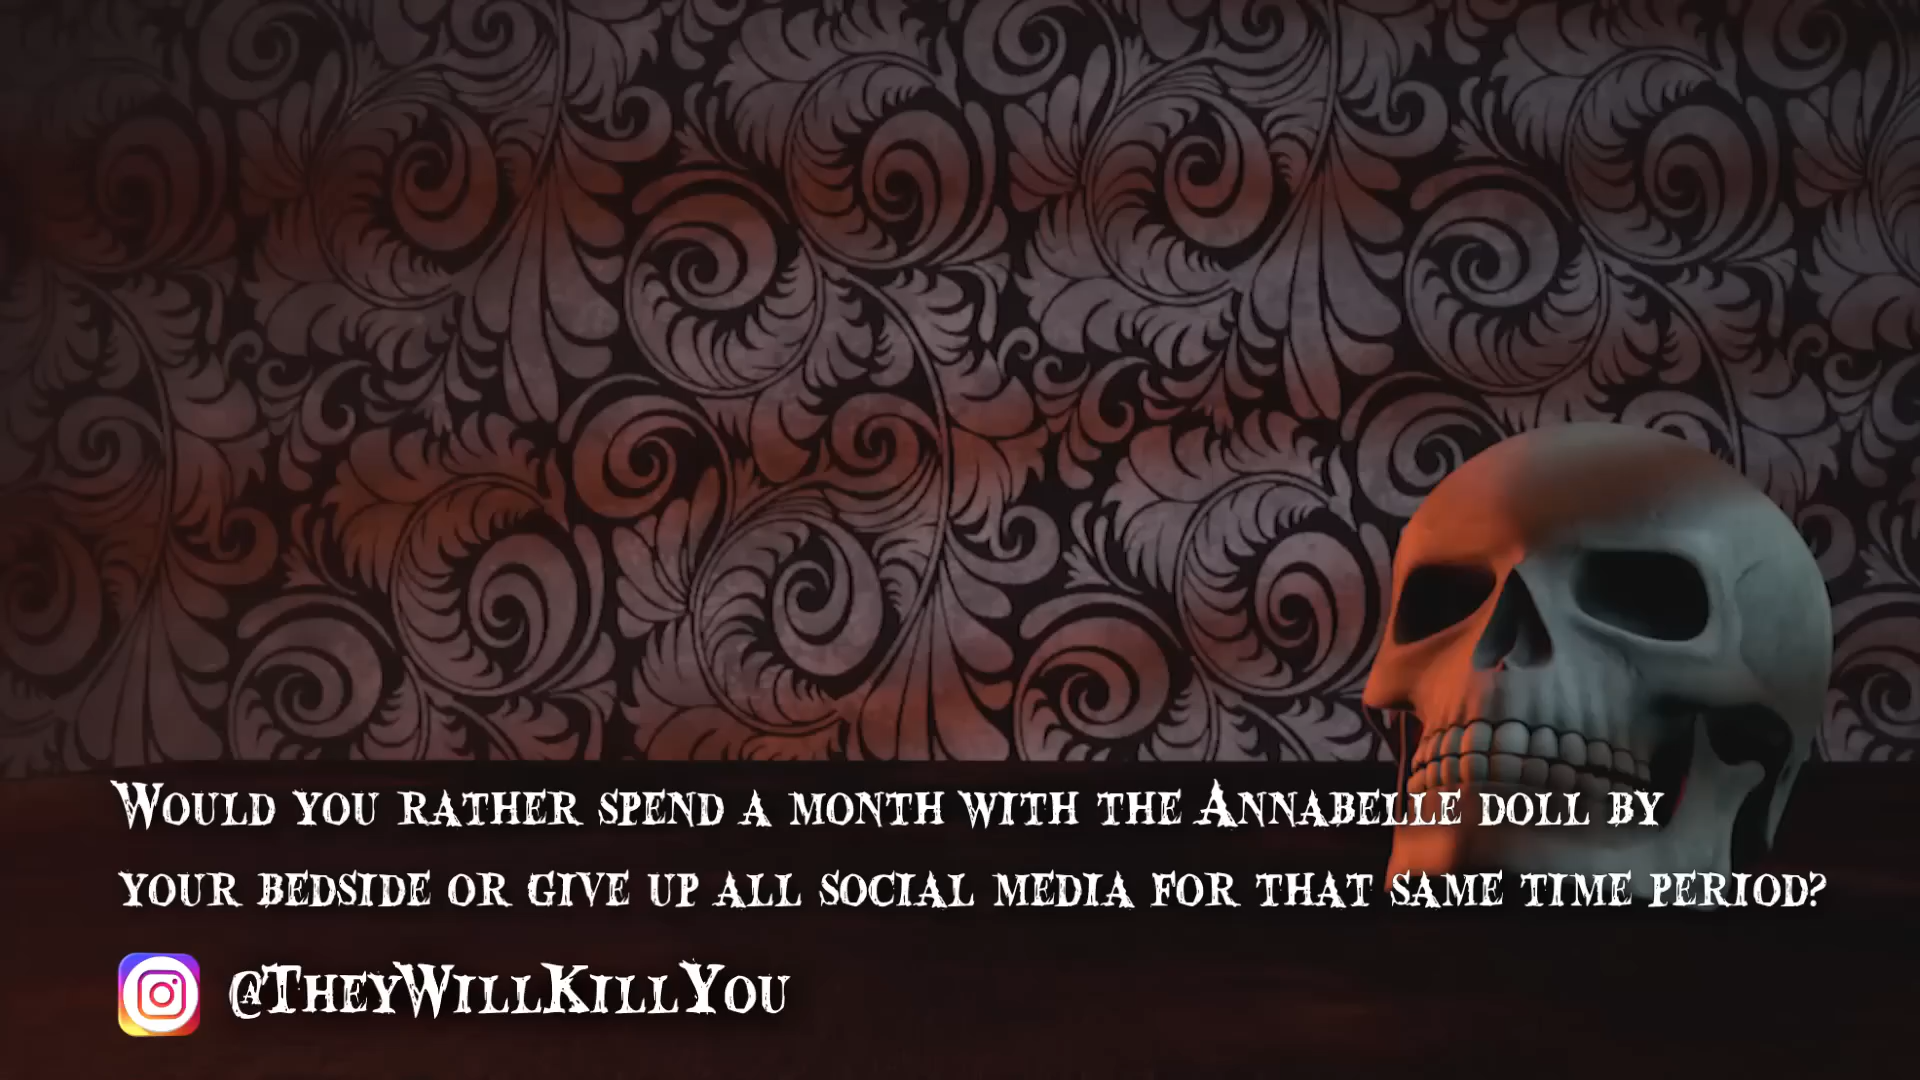 Would you rather spend a month with the Annabelle doll by
your bedside or give up all social media for that same time period?
@TheyWillKillYou